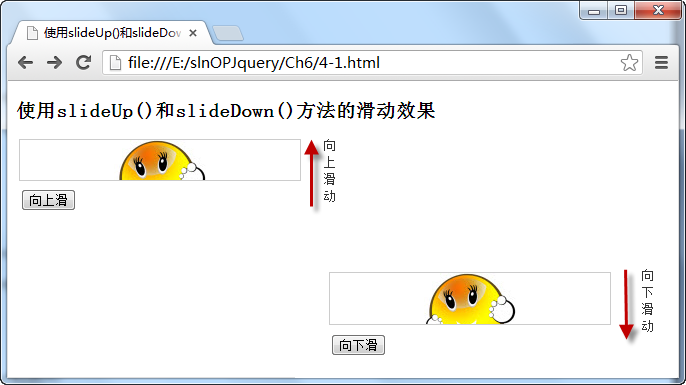 使用slideUp()和slideDov
file:///E:/slnOPJquery/Ch6/4-1.html
使用slideUp()和slideDown()方法的滑动效果
向
上
滑
动
向上滑
向
下
滑
动
向下滑